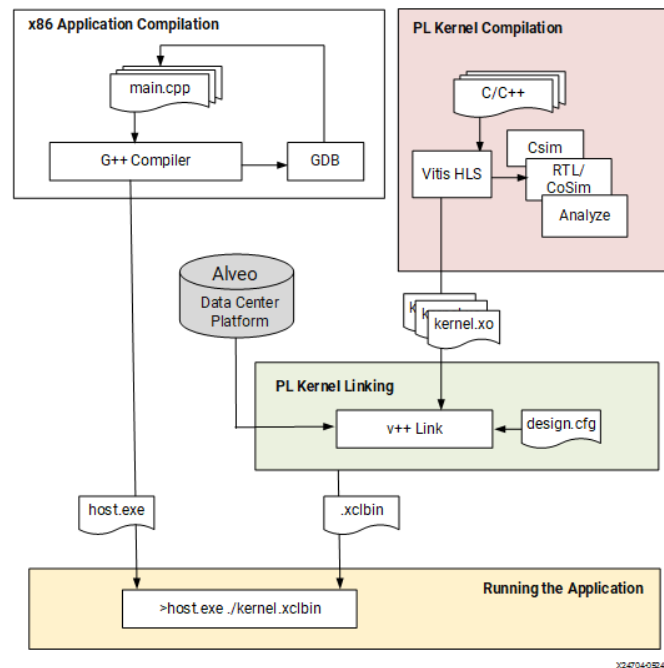 x86 Application Compilation
main.cpp
G++ Compiler
GDB
PL Kernel Compilation
C/C++
Vitis HLS
Csim
RTL/
CoSim
Analyze
Alveo
Data Center
Platform
k
k
kernel.xo
PL Kernel Linking
v++ Link
design.cfg
host.exe
.xclbin
Running the Application
>host.exe ./kernel.xclbin